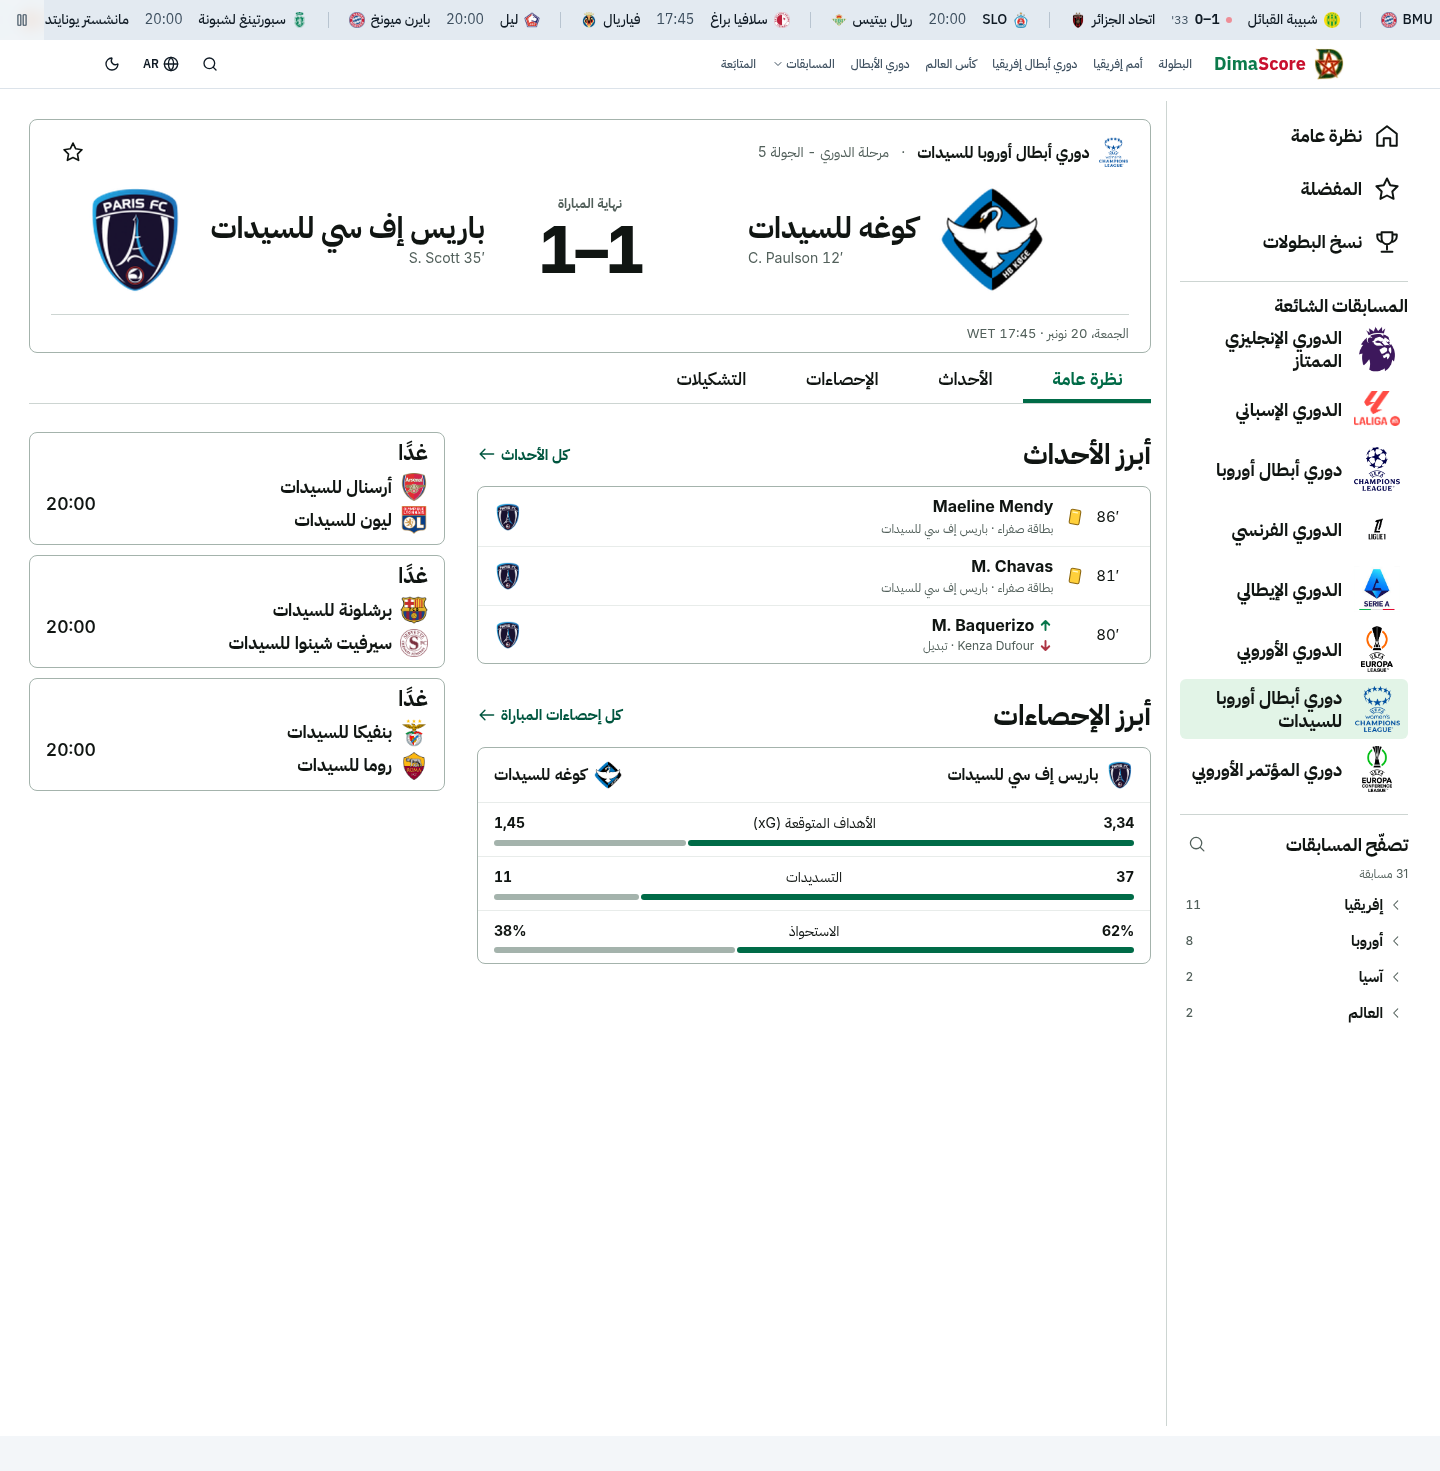 BMU
شبيبة القبائل 0–1 33' اتحاد الجزائر
SLO 20:00 ريال بيتيس
سلافيا براغ 17:45 فياريال
ليل 20:00 بايرن ميونخ
سبورتينغ لشبونة 20:00 مانشستر يونايتد
DimaScore
البطولة
أمم إفريقيا
دوري أبطال إفريقيا
كأس العالم
دوري الأبطال
المسابقات
المتابعة
AR
نظرة عامة
المفضلة
نسخ البطولات
المسابقات الشائعة
الدوري الإنجليزي الممتاز
الدوري الإسباني
دوري أبطال أوروبا
الدوري الفرنسي
الدوري الإيطالي
الدوري الأوروبي
دوري أبطال أوروبا للسيدات
دوري المؤتمر الأوروبي
تصفّح المسابقات
31 مسابقة
إفريقيا 11
أوروبا 8
آسيا 2
العالم 2
دوري أبطال أوروبا للسيدات · مرحلة الدوري - الجولة 5
كوغه للسيدات
C. Paulson 12′
نهاية المباراة
1–1
باريس إف سي للسيدات
S. Scott 35′
الجمعة، 20 نونبر · 17:45 WET
نظرة عامة
الأحداث
الإحصاءات
التشكيلات
أبرز الأحداث
كل الأحداث
86′ Maeline Mendy
بطاقة صفراء · باريس إف سي للسيدات
81′ M. Chavas
بطاقة صفراء · باريس إف سي للسيدات
80′ M. Baquerizo
Kenza Dufour · تبديل
أبرز الإحصاءات
كل إحصاءات المباراة
باريس إف سي للسيدات
كوغه للسيدات
3,34 الأهداف المتوقعة (xG) 1,45
37 التسديدات 11
62% الاستحواذ 38%
غدًا
أرسنال للسيدات
ليون للسيدات
20:00
غدًا
برشلونة للسيدات
سيرفيت شينوا للسيدات
20:00
غدًا
بنفيكا للسيدات
روما للسيدات
20:00